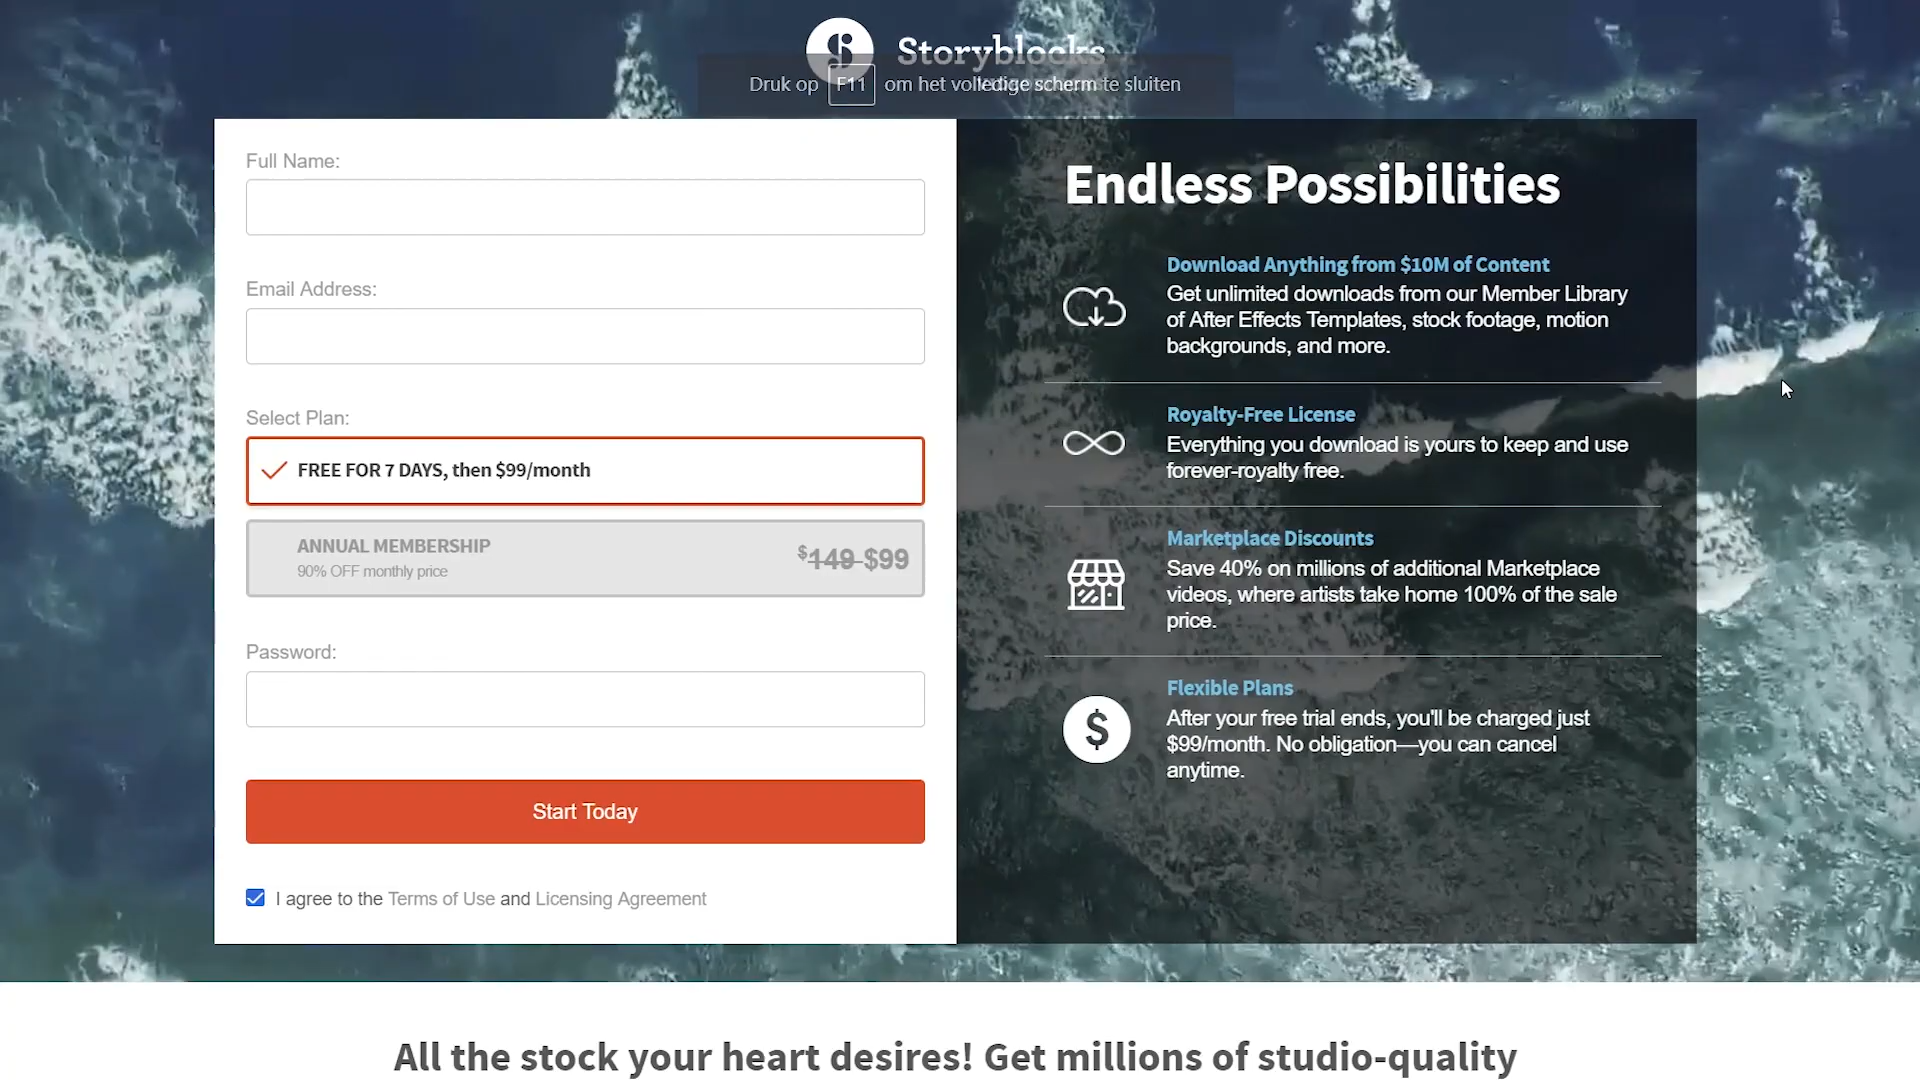 Storyblocks
Druk op F11 om het volledige scherm te sluiten
Full Name:
Email Address:
Select Plan:
FREE FOR 7 DAYS, then $99/month
ANNUAL MEMBERSHIP
90% OFF monthly price
$149 $99
Password:
Start Today
I agree to the Terms of Use and Licensing Agreement
Endless Possibilities
Download Anything from $10M of Content
Get unlimited downloads from our Member Library
of After Effects Templates, stock footage, motion
backgrounds, and more.
Royalty-Free License
Everything you download is yours to keep and use
forever-royalty free.
Marketplace Discounts
Save 40% on millions of additional Marketplace
videos, where artists take home 100% of the sale
price.
Flexible Plans
$
After your free trial ends, you'll be charged just
$99/month. No obligation—you can cancel
anytime.
All the stock your heart desires! Get millions of studio-quality